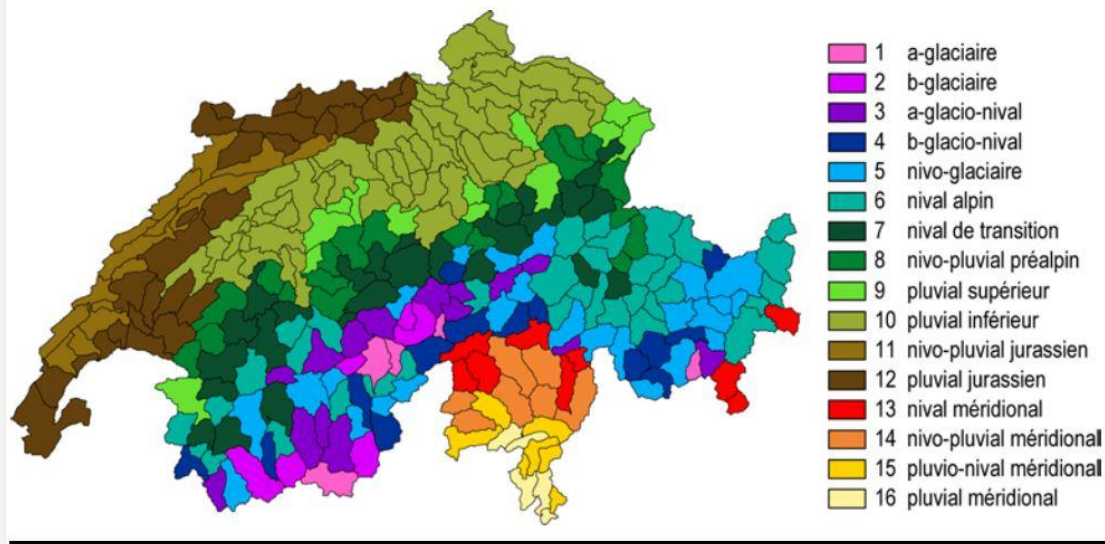 1 a-glaciaire
2 b-glaciaire
3 a-glacio-nival
4 b-glacio-nival
5 nivo-glaciaire
6 nival alpin
7 nival de transition
8 nivo-pluvial préalpin
9 pluvial supérieur
10 pluvial inférieur
11 nivo-pluvial jurassien
12 pluvial jurassien
13 nival méridional
14 nivo-pluvial méridional
15 pluvio-nival méridional
16 pluvial méridional